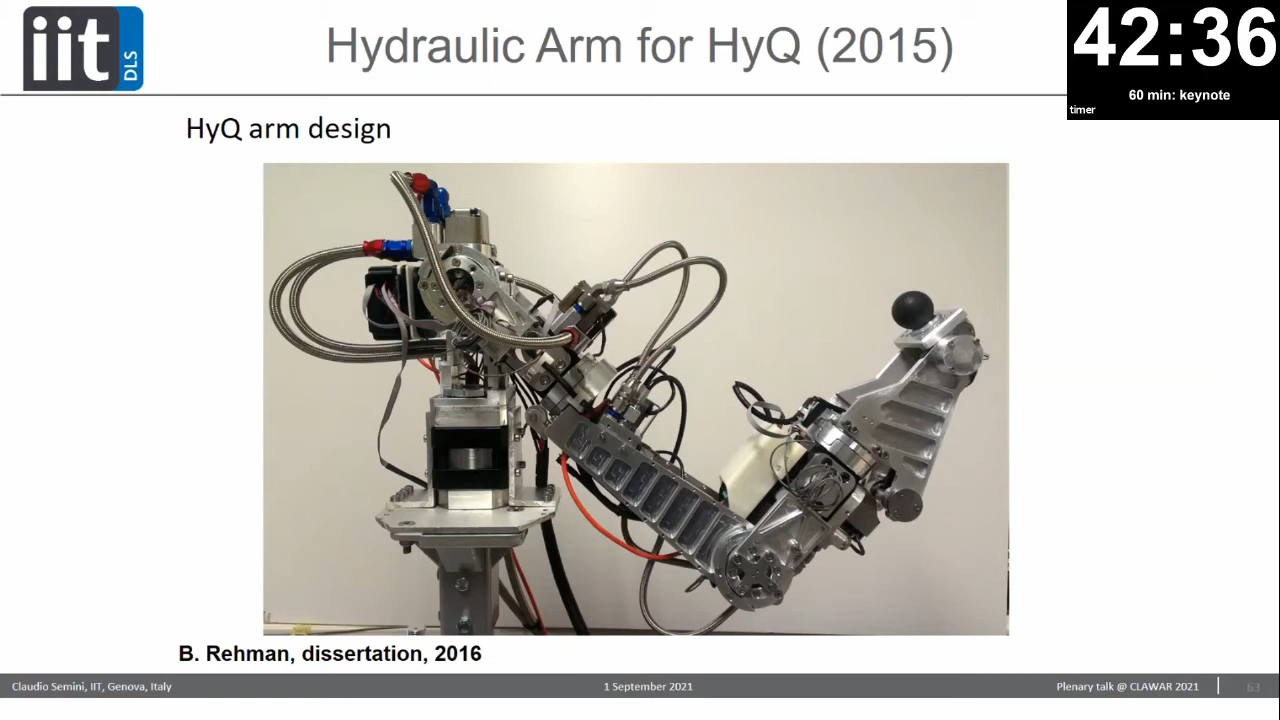 iit
DLS
Hydraulic Arm for HyQ (2015)
42:36
60 min: keynote
timer
HyQ arm design
B. Rehman, dissertation, 2016
Claudio Semini, IIT, Genova, Italy
1 September 2021
Plenary talk @ CLAWAR 2021
63